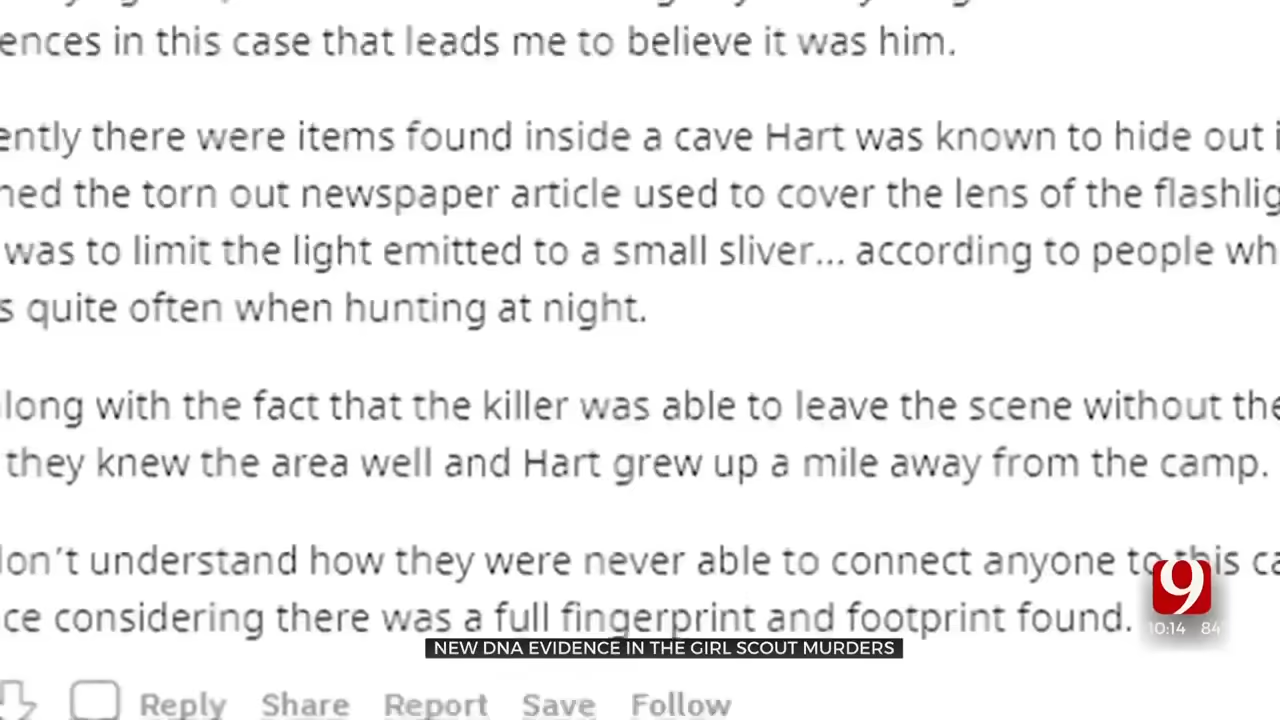 ences in this case that leads me to believe it was him.
ently there were items found inside a cave Hart was known to hide out i
ned the torn out newspaper article used to cover the lens of the flashlig
was to limit the light emitted to a small sliver... according to people wh
s quite often when hunting at night.
along with the fact that the killer was able to leave the scene without the
they knew the area well and Hart grew up a mile away from the camp.
don't understand how they were never able to connect anyone to this ca
ce considering there was a full fingerprint and footprint found.
9
10:14 84°
NEW DNA EVIDENCE IN THE GIRL SCOUT MURDERS
Reply Share Report Save Follow